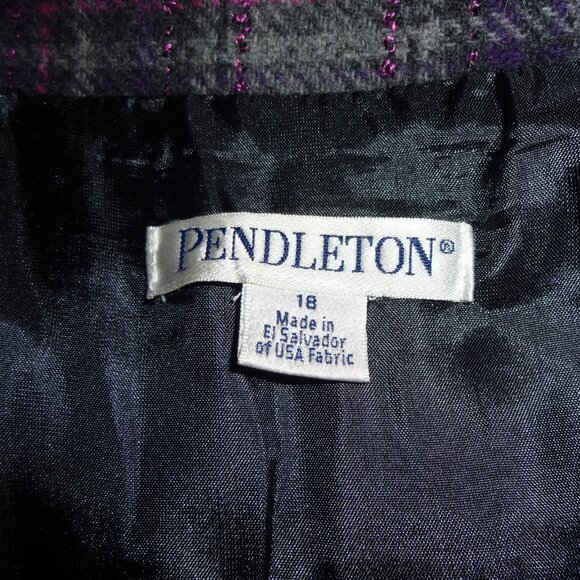 PENDLETON®
18
Made in
El Salvador
of USA Fabric